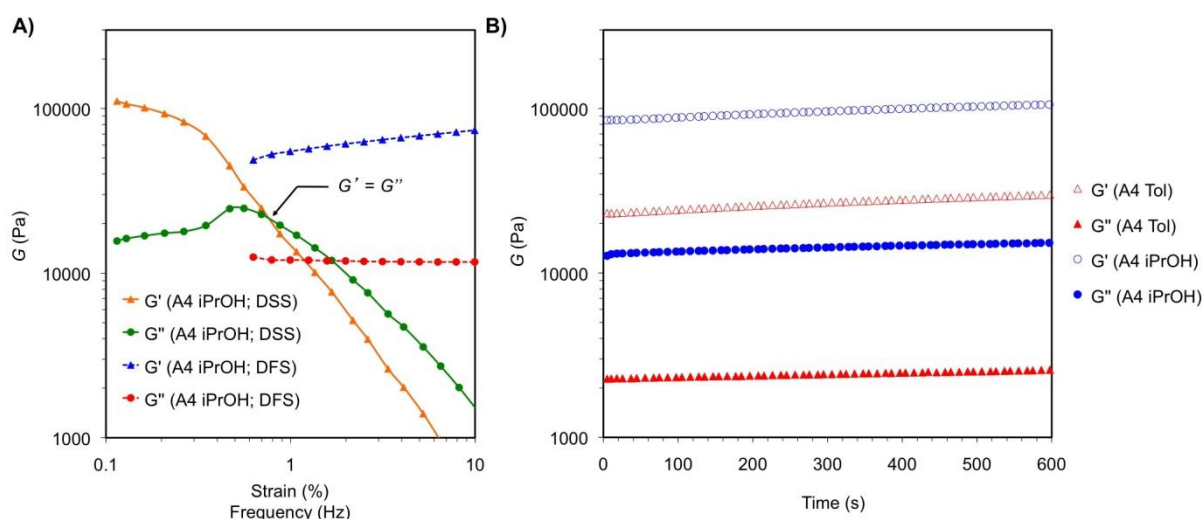 A)
100000
10000
1000
G (Pa)
G′ = G″
G' (A4 iPrOH; DSS)
G" (A4 iPrOH; DSS)
G' (A4 iPrOH; DFS)
G" (A4 iPrOH; DFS)
0.1 1 10
Strain (%)
Frequency (Hz)
B)
100000
10000
1000
G (Pa)
0 100 200 300 400 500 600
Time (s)
G' (A4 Tol)
G" (A4 Tol)
G' (A4 iPrOH)
G" (A4 iPrOH)